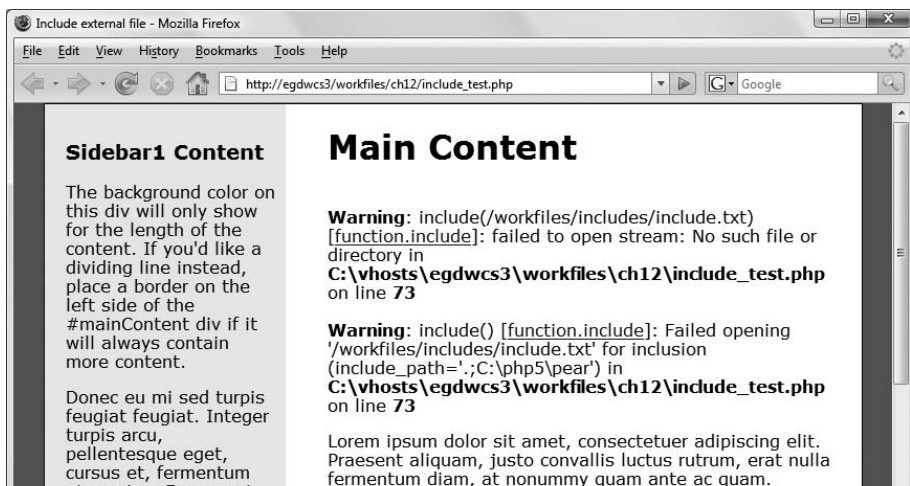 Include external file - Mozilla Firefox
File Edit View History Bookmarks Tools Help
http://egdwcs3/workfiles/ch12/include_test.php
G Google
Sidebar1 Content
The background color on
this div will only show
for the length of the
content. If you'd like a
dividing line instead,
place a border on the
left side of the
#mainContent div if it
will always contain
more content.
Donec eu mi sed turpis
feugiat feugiat. Integer
turpis arcu,
pellentesque eget,
cursus et, fermentum
Main Content
Warning: include(/workfiles/includes/include.txt)
[function.include]: failed to open stream: No such file or
directory in
C:\vhosts\egdwcs3\workfiles\ch12\include_test.php
on line 73
Warning: include() [function.include]: Failed opening
'/workfiles/includes/include.txt' for inclusion
(include_path='.;C:\php5\pear') in
C:\vhosts\egdwcs3\workfiles\ch12\include_test.php
on line 73
Lorem ipsum dolor sit amet, consectetuer adipiscing elit.
Praesent aliquam, justo convallis luctus rutrum, erat nulla
fermentum diam, at nonummy quam ante ac quam.